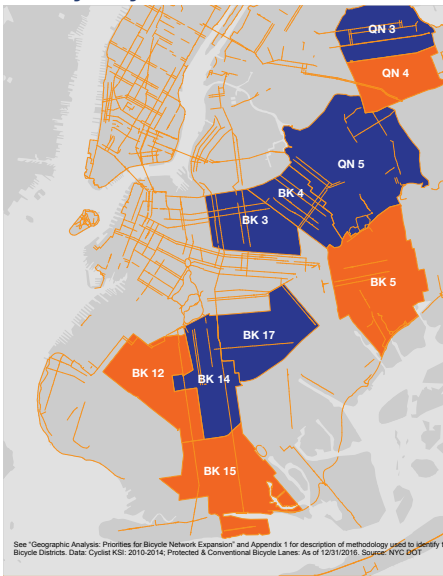 QN 3
QN 4
QN 5
BK 4
BK 3
BK 5
BK 17
BK 12
BK 14
BK 15
See "Geographic Analysis: Priorities for Bicycle Network Expansion" and Appendix 1 for description of methodology used to identify
Bicycle Districts. Data: Cyclist KSI: 2010-2014; Protected & Conventional Bicycle Lanes: As of 12/31/2016. Source: NYC DOT